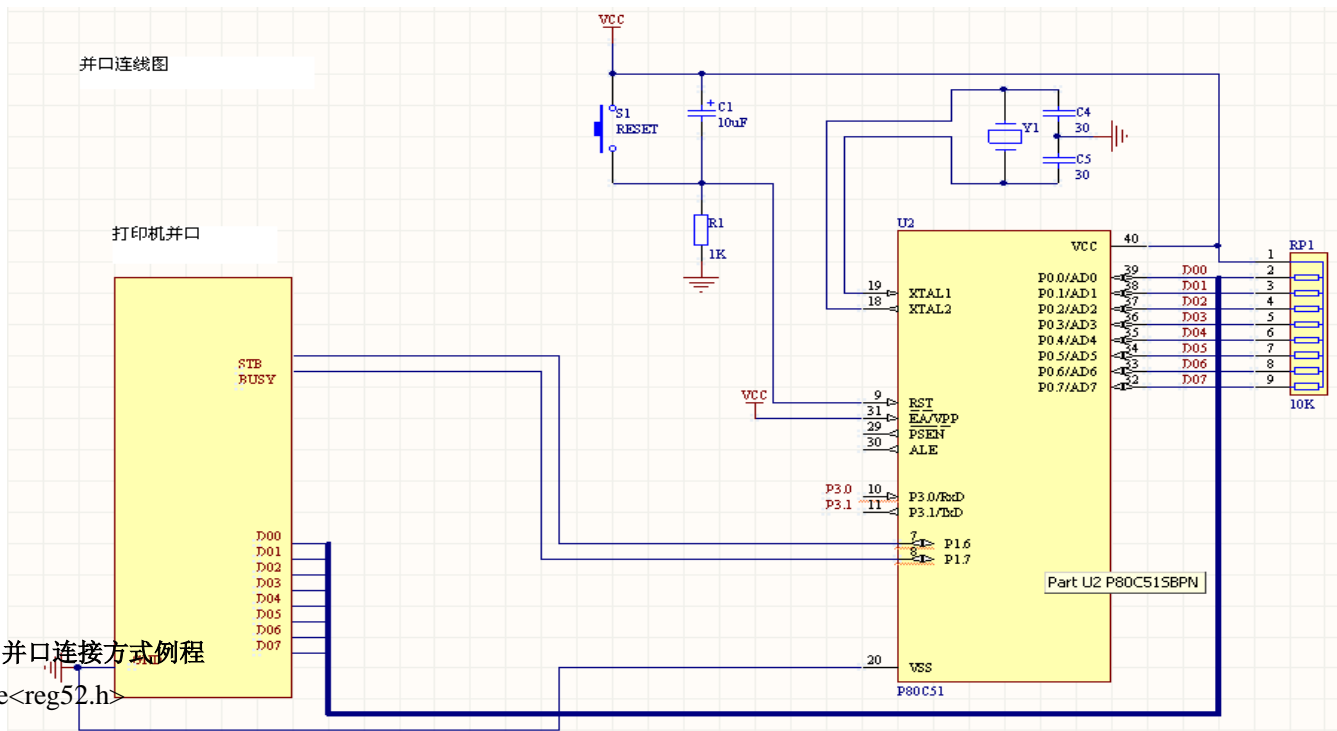 VCC
并口连线图
S1
RESET
C1
10uF
C4
30
Y1
C5
30
R1
1K
打印机并口
U2
VCC
40
RP1
1
19
XTAL1
18
XTAL2
P0.0/AD0
39
D00
2
P0.1/AD1
38
D01
3
P0.2/AD2
37
D02
4
P0.3/AD3
36
D03
5
P0.4/AD4
35
D04
6
P0.5/AD5
34
D05
7
P0.6/AD6
33
D06
8
P0.7/AD7
32
D07
9
10K
STB
BUSY
VCC
9
RST
31
EA/VPP
29
PSEN
30
ALE
P3.0
10
P3.0/RxD
P3.1
11
P3.1/TxD
7
P1.6
8
P1.7
D00
D01
D02
D03
D04
D05
D06
D07
Part U2 P80C51SBPN
并口连接方式例程
GND
e<reg52.h>
20
VSS
P80C51